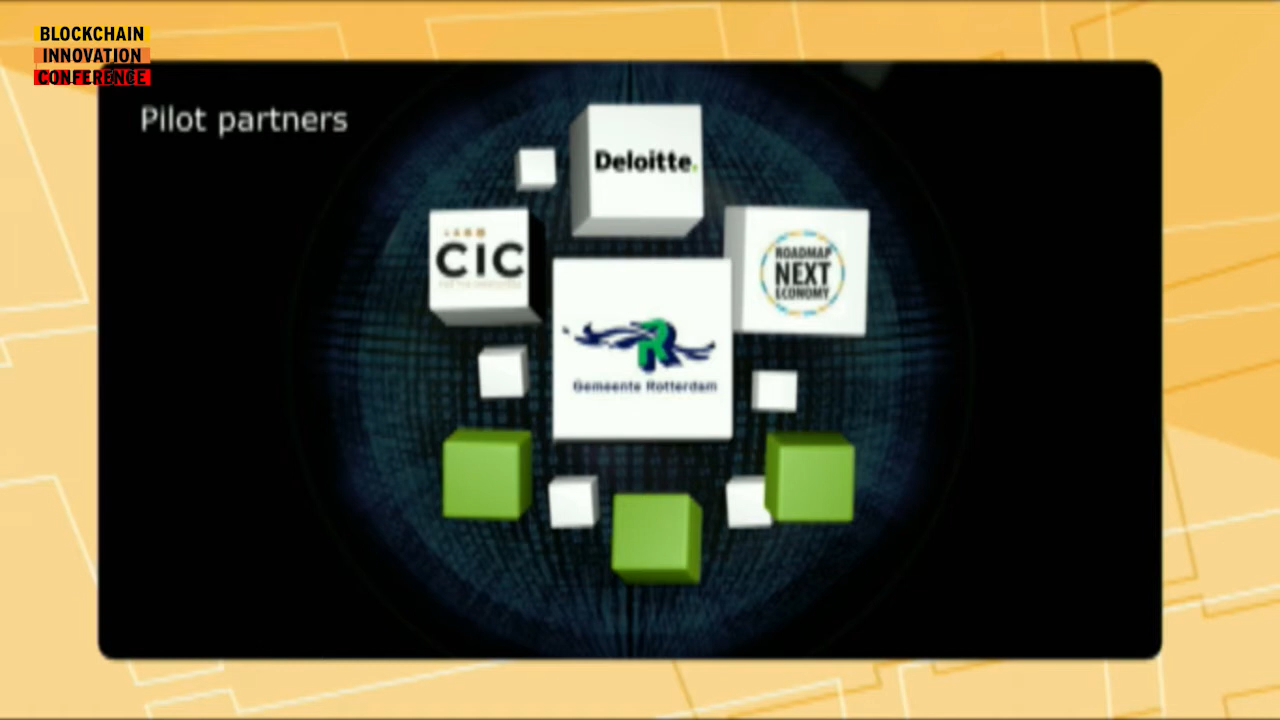 BLOCKCHAIN
INNOVATION
CONFERENCE
Pilot partners
Deloitte.
CIC
ROADMAP
NEXT
ECONOMY
Gemeente Rotterdam